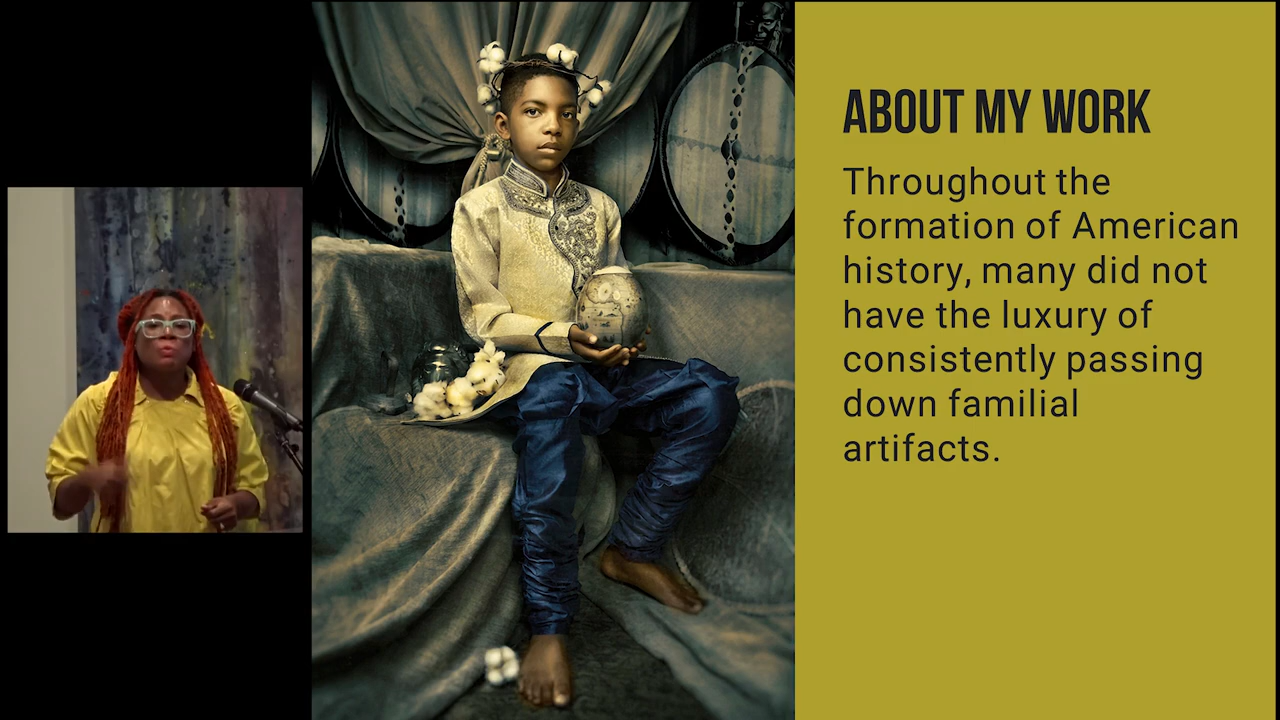 ABOUT MY WORK
Throughout the
formation of American
history, many did not
have the luxury of
consistently passing
down familial
artifacts.